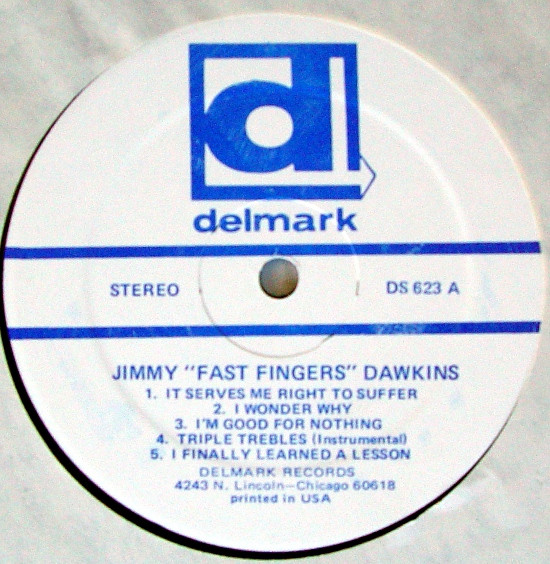 d
delmark
STEREO DS 623 A
JIMMY "FAST FINGERS" DAWKINS
1. IT SERVES ME RIGHT TO SUFFER
2. I WONDER WHY
3. I'M GOOD FOR NOTHING
4. TRIPLE TREBLES (Instrumental)
5. I FINALLY LEARNED A LESSON
DELMARK RECORDS
4243 N. Lincoln—Chicago 60618
printed in USA